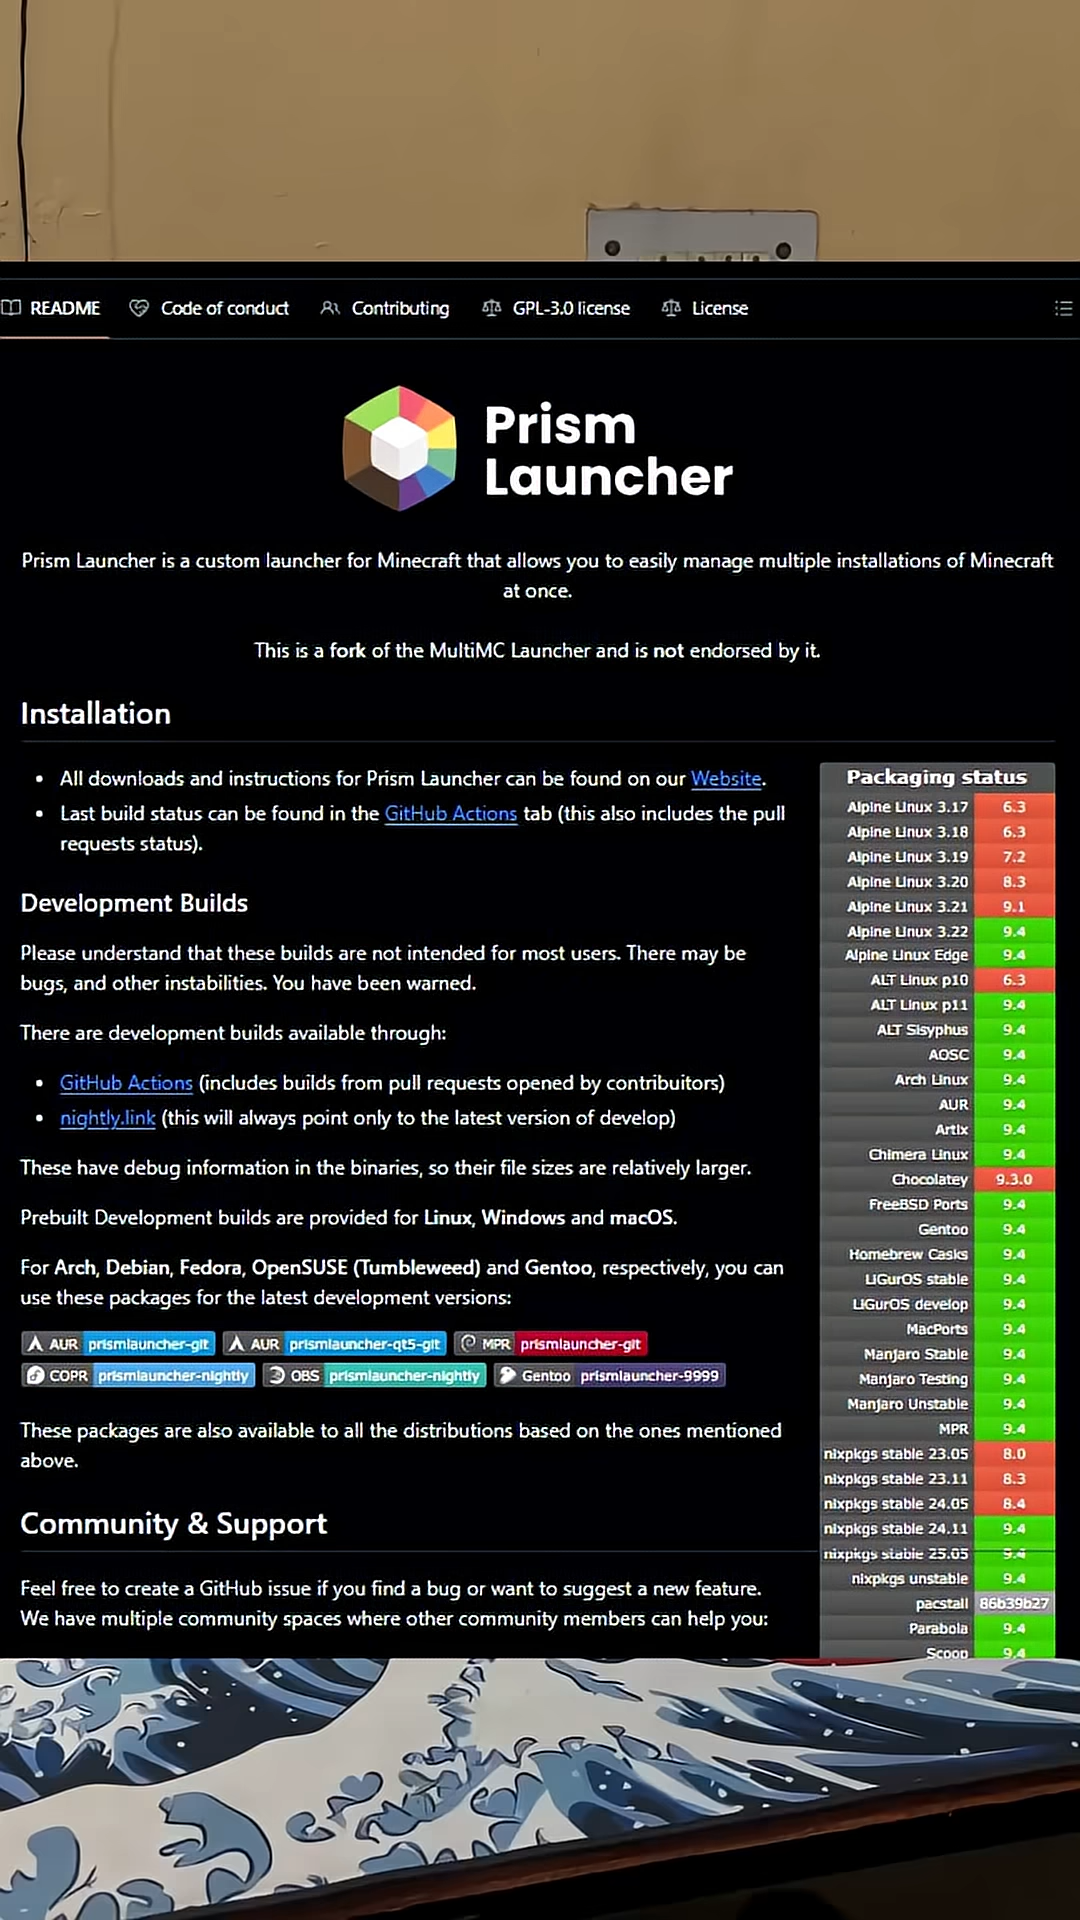 README Code of conduct Contributing GPL-3.0 license License
Prism
Launcher
Prism Launcher is a custom launcher for Minecraft that allows you to easily manage multiple installations of Minecraft
at once.
This is a fork of the MultiMC Launcher and is not endorsed by it.
Installation
All downloads and instructions for Prism Launcher can be found on our Website.
Last build status can be found in the GitHub Actions tab (this also includes the pull
requests status).
Development Builds
Please understand that these builds are not intended for most users. There may be
bugs, and other instabilities. You have been warned.
There are development builds available through:
GitHub Actions (includes builds from pull requests opened by contribuitors)
nightly.link (this will always point only to the latest version of develop)
These have debug information in the binaries, so their file sizes are relatively larger.
Prebuilt Development builds are provided for Linux, Windows and macOS.
For Arch, Debian, Fedora, OpenSUSE (Tumbleweed) and Gentoo, respectively, you can
use these packages for the latest development versions:
AUR prismlauncher-git AUR prismlauncher-qt5-git MPR prismlauncher-git
COPR prismlauncher-nightly OBS prismlauncher-nightly Gentoo prismlauncher-9999
These packages are also available to all the distributions based on the ones mentioned
above.
Community & Support
Feel free to create a GitHub issue if you find a bug or want to suggest a new feature.
We have multiple community spaces where other community members can help you:
Packaging status
Alpine Linux 3.17 6.3
Alpine Linux 3.18 6.3
Alpine Linux 3.19 7.2
Alpine Linux 3.20 8.3
Alpine Linux 3.21 9.1
Alpine Linux 3.22 9.4
Alpine Linux Edge 9.4
ALT Linux p10 6.3
ALT Linux p11 9.4
ALT Sisyphus 9.4
AOSC 9.4
Arch Linux 9.4
AUR 9.4
Artix 9.4
Chimera Linux 9.4
Chocolatey 9.3.0
FreeBSD Ports 9.4
Gentoo 9.4
Homebrew Casks 9.4
LiGurOS stable 9.4
LiGurOS develop 9.4
MacPorts 9.4
Manjaro Stable 9.4
Manjaro Testing 9.4
Manjaro Unstable 9.4
MPR 9.4
nixpkgs stable 23.05 8.0
nixpkgs stable 23.11 8.3
nixpkgs stable 24.05 8.4
nixpkgs stable 24.11 9.4
nixpkgs stable 25.05 9.4
nixpkgs unstable 9.4
pacstall 86b39b27
Parabola 9.4
Scoop 9.4